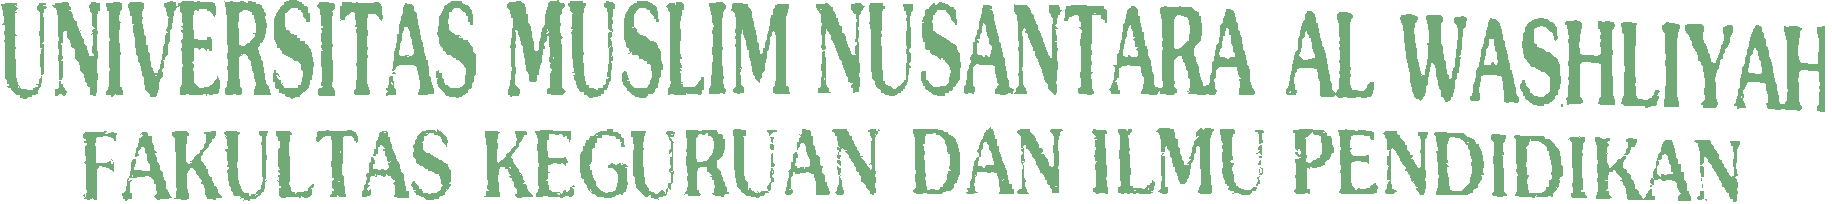 UNIVERSITAS MUSLIM NUSANTARA AL WASHLIYAH
FAKULTAS KEGURUAN DAN ILMU PENDIDIKAN